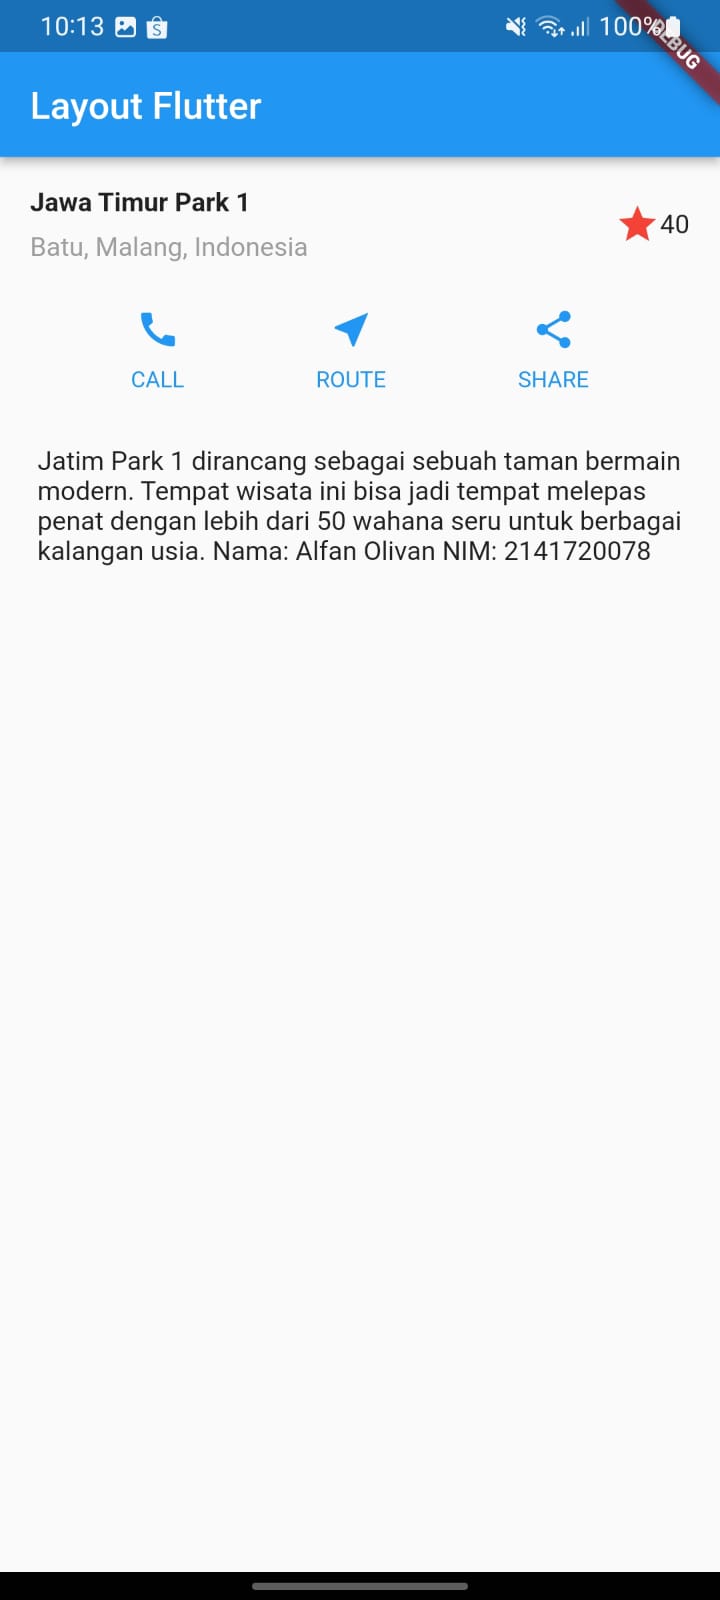 10:13 S 100%
DEBUG
Layout Flutter
Jawa Timur Park 1
Batu, Malang, Indonesia
40
CALL ROUTE SHARE
Jatim Park 1 dirancang sebagai sebuah taman bermain
modern. Tempat wisata ini bisa jadi tempat melepas
penat dengan lebih dari 50 wahana seru untuk berbagai
kalangan usia. Nama: Alfan Olivan NIM: 2141720078